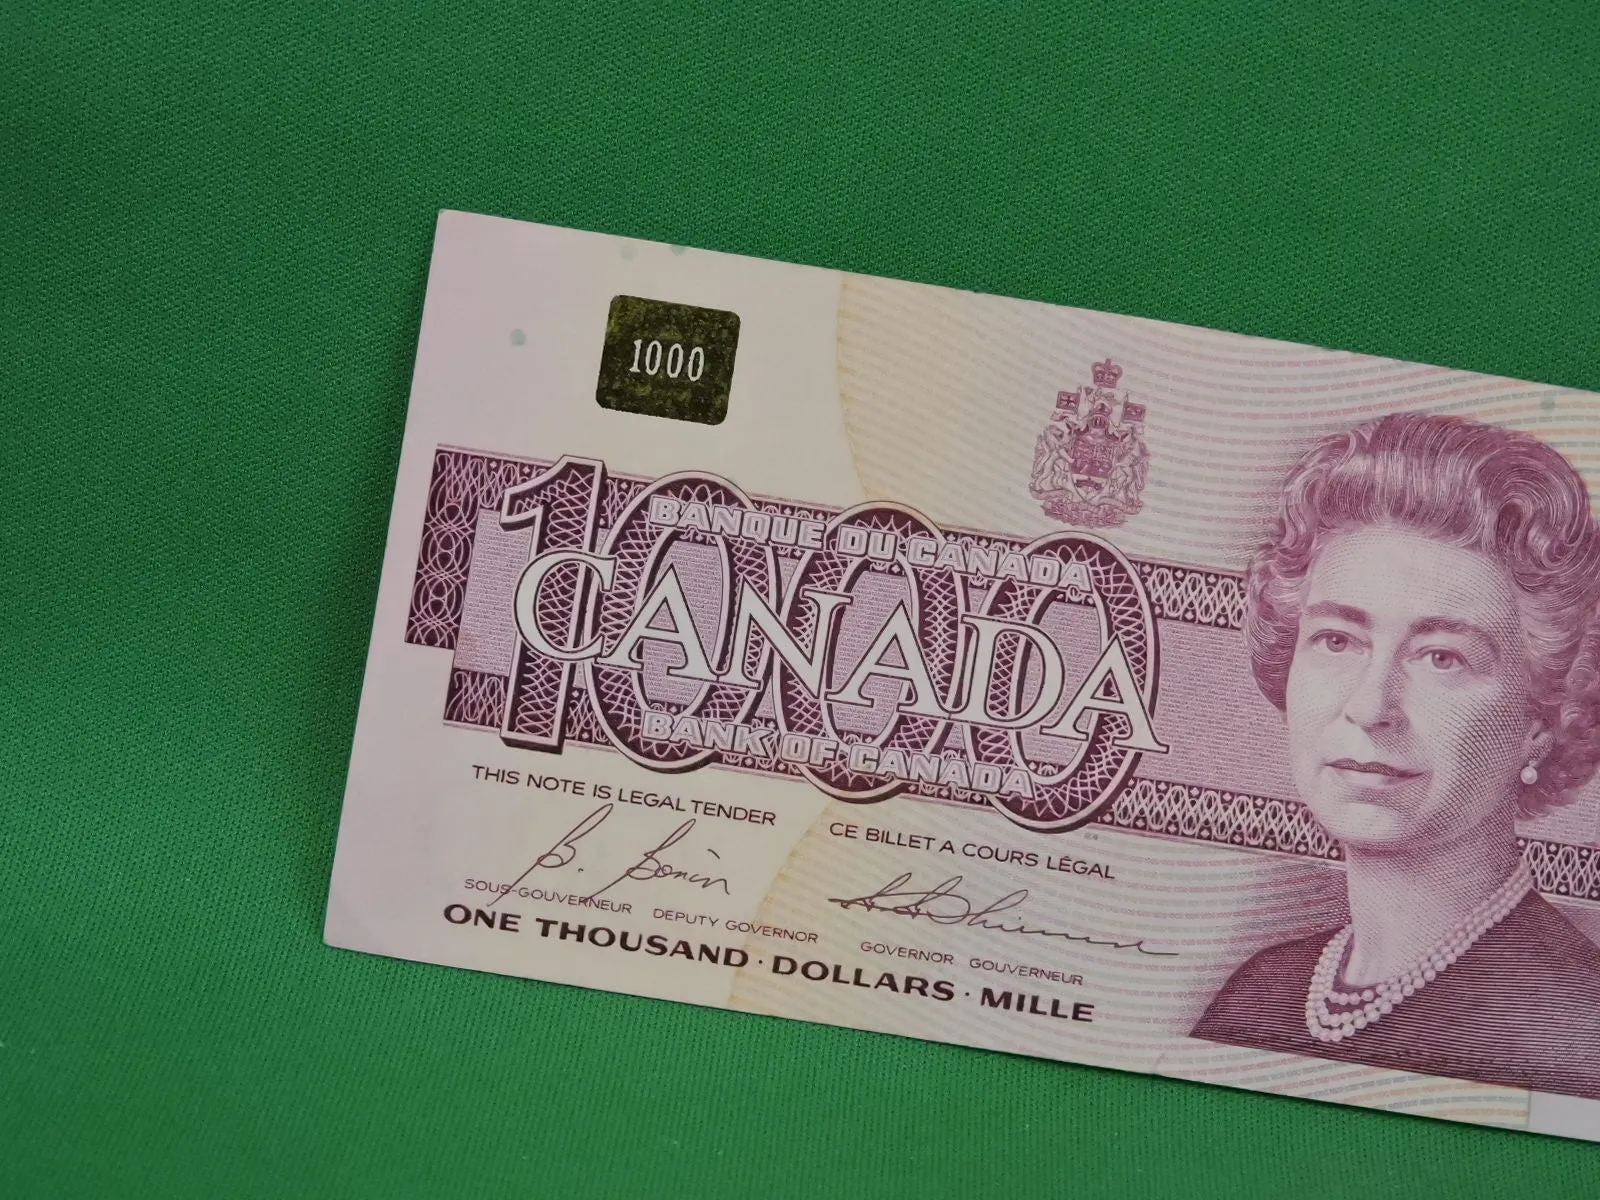 1000
1000
BANQUE DU CANADA
CANADA
BANK OF CANADA
THIS NOTE IS LEGAL TENDER
CE BILLET A COURS LÉGAL
B. Bonin
SOUS-GOUVERNEUR DEPUTY GOVERNOR
GOVERNOR GOUVERNEUR
ONE THOUSAND · DOLLARS · MILLE